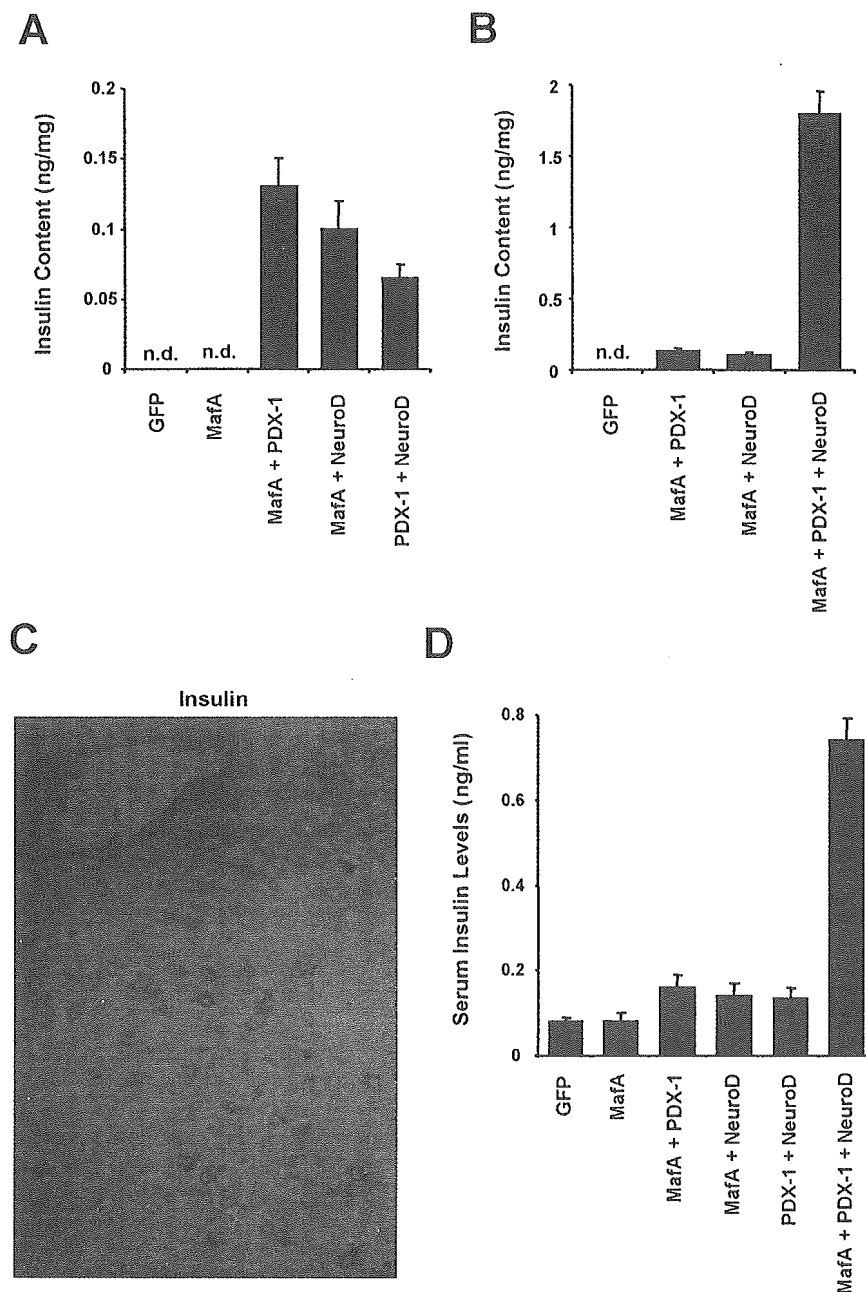 A
Insulin Content (ng/mg)
0.2
0.15
0.1
0.05
0
n.d.
n.d.
GFP
MafA
MafA + PDX-1
MafA + NeuroD
PDX-1 + NeuroD
B
Insulin Content (ng/mg)
2
1.5
1
0.5
0
n.d.
GFP
MafA + PDX-1
MafA + NeuroD
MafA + PDX-1 + NeuroD
C
Insulin
D
Serum Insulin Levels (ng/ml)
0.8
0.6
0.4
0.2
0
GFP
MafA
MafA + PDX-1
MafA + NeuroD
PDX-1 + NeuroD
MafA + PDX-1 + NeuroD